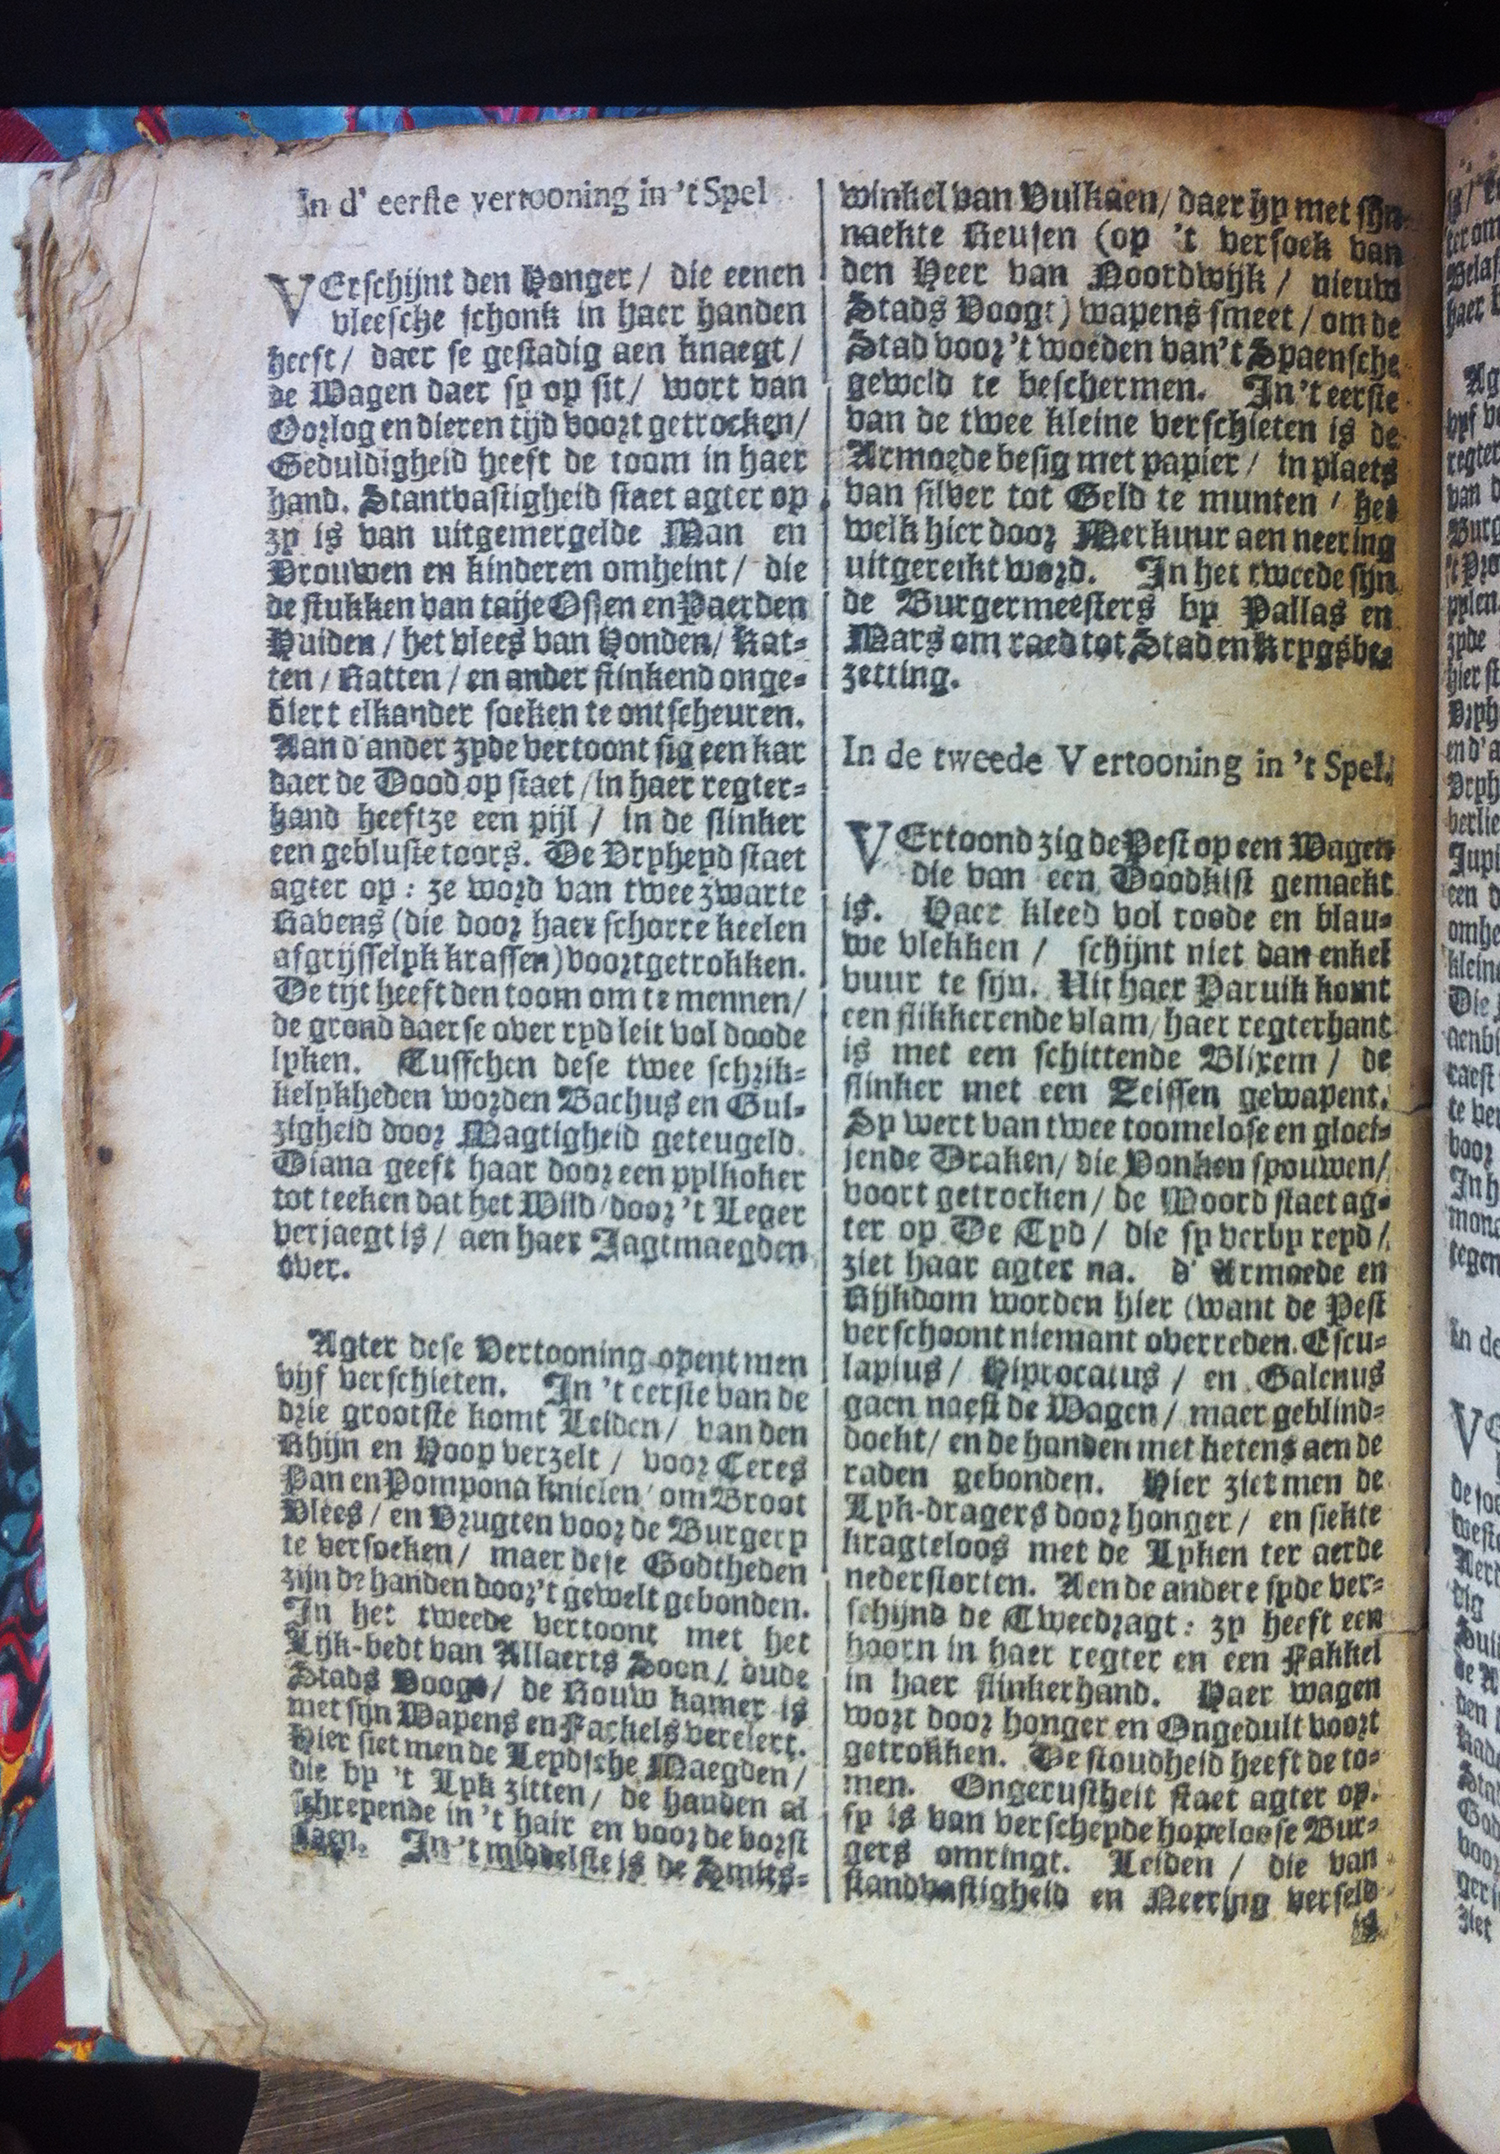 In d' eerste vertooning in 't Spel
VErschijnt den Honger / die eenen
vleesche schonk in haer handen
heeft / daer se gestadig aen knaegt /
de Wagen daer sy op sit / wort van
Oorlog en dieren tijd voort getrocken /
Geduldigheid heeft de toom in haer
hand. Stantvastigheid staet agter op
zy is van uitgemergelde Man en
Vrouwen en kinderen omheint / die
de stukken van taije Ossen en Paerden
Huiden / het vlees van Honden / Kat-
ten / Ratten / en ander stinkend onge-
diert elkander soeken te ontscheuren.
Aan d'ander zyde vertoont sig een kar
daer de Dood op staet / in haer regter-
hand heeftze een pijl / in de slinker
een gebluste toors. De Dryheyd staet
agter op : ze word van twee zwarte
Ravens (die door haer schorre keelen
afgrijsselyk krassen) voortgetrokken.
De tijt heeft den toom om te mennen /
de grond daer se over ryd leit vol doode
lyken. Tusschen dese twee schrik-
kelykheden worden Bachus en Gul-
zigheid door Magtigheid geteugeld.
Diana geeft haar door een pylkoker
tot teeken dat het Wild / door 't Leger
verjaegt is / aen haer Jagtmaegden
over.
Agter dese Vertooning opent men
vijf verschieten. In 't eerste van de
drie grootste komt Leiden / van den
Rhijn en Hoop verzelt / voor Ceres
Pan en Pompona knielen / om Broot
Vlees / en Vrugten voor de Burgery
te versoeken / maer dese Godtheden
zijn de handen door 't gewelt gebonden.
In het tweede vertoont met het
Lijk-bedt van Allaerts Soon / oude
Stads Voogt / de Rouw kamer is
met sijn Wapens en Fackels vereiert.
Hier siet men de Leydsche Maegden /
die by 't Lyk zitten / de handen al
schreyende in 't hair en voor de borst
slaen. In 't middelste is de Smits-
winkel van Vulkaen / daer hy met sijn
naekte Reusen (op 't versoek van
den Heer van Noordwijk / nieuw
Stads Voogt) wapens smeet / om de
Stad voor 't woeden van 't Spaensche
geweld te beschermen. In 't eerste
van de twee kleine verschieten is de
Armoede besig met papier / in plaets
van silver tot Geld te munten / het
welk hier door Merkuur aen neering
uitgereikt word. In het tweede sijn
de Burgermeesters by Pallas en
Mars om raed tot Stad en Krygsbe-
zetting.
In de tweede Vertooning in 't Spel.
VErtoond zig de Pest op een Wagen
die van een Doodkist gemaekt
is. Haer kleed vol roode en blau-
we vlekken / schijnt niet dan enkel
vuur te sijn. Uit haer Paruik komt
een flikkerende vlam / haer regterhant
is met een schittende Blixem / de
slinker met een Zeissen gewapent.
Sy wert van twee toomelose en gloei-
jende Draken / die Vonken spouwen /
voort getrocken / de Moord staet ag-
ter op De Tyd / die sy verby reyd /
ziet haar agter na. d' Armoede en
Rijkdom worden hier (want de Pest
verschoont niemant overreden. Escu-
lapius / Hiprocatus / en Galenus
gaen naest de Wagen / maer geblind-
doekt / en de handen met ketens aen de
raden gebonden. Hier ziet men de
Lyk-dragers door honger / en siekte
kragteloos met de Lyken ter aerde
nederstorten. Aen de andere syde ver-
schijnd de Tweedragt : zy heeft een
hoorn in haer regter en een Fakkel
in haer slinkerhand. Haer wagen
wort door honger en Ongedult voort
getrokken. De stoudheid heeft de to-
men. Ongerustheit staet agter op.
sy is van verscheyde hopeloose Bur-
gers omringt. Leiden / die van
standvastigheid en Neering verseld
is